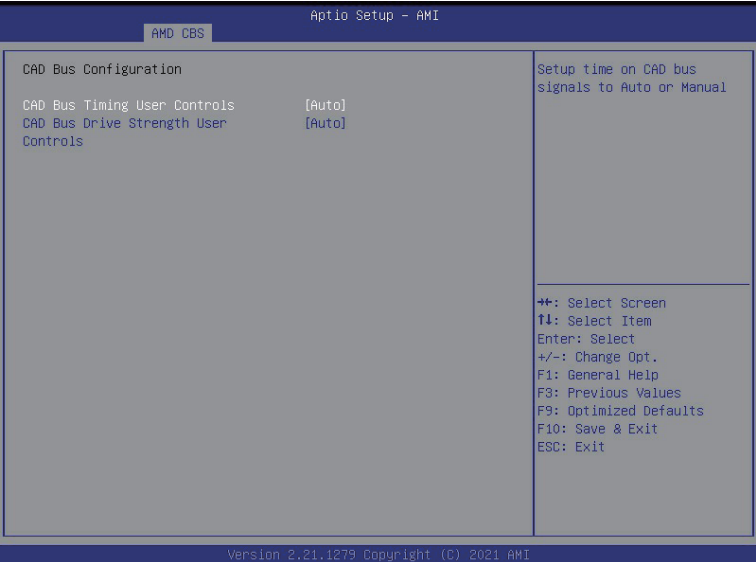 Aptio Setup – AMI
AMD CBS
CAD Bus Configuration
CAD Bus Timing User Controls [Auto]
CAD Bus Drive Strength User [Auto]
Controls
Setup time on CAD bus
signals to Auto or Manual
→←: Select Screen
↑↓: Select Item
Enter: Select
+/-: Change Opt.
F1: General Help
F3: Previous Values
F9: Optimized Defaults
F10: Save & Exit
ESC: Exit
Version 2.21.1279 Copyright (C) 2021 AMI